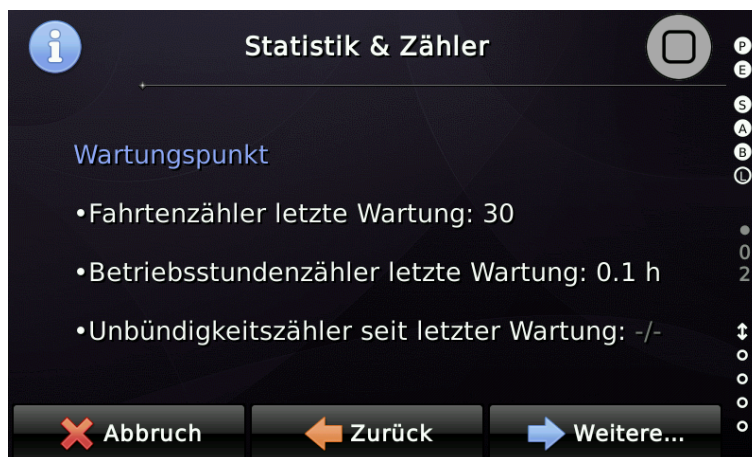 Statistik & Zähler
Wartungspunkt
•Fahrtenzähler letzte Wartung: 30
•Betriebsstundenzähler letzte Wartung: 0.1 h
•Unbündigkeitszähler seit letzter Wartung: -/-
Abbruch
Zurück
Weitere...
P
E
S
A
B
L
0
2